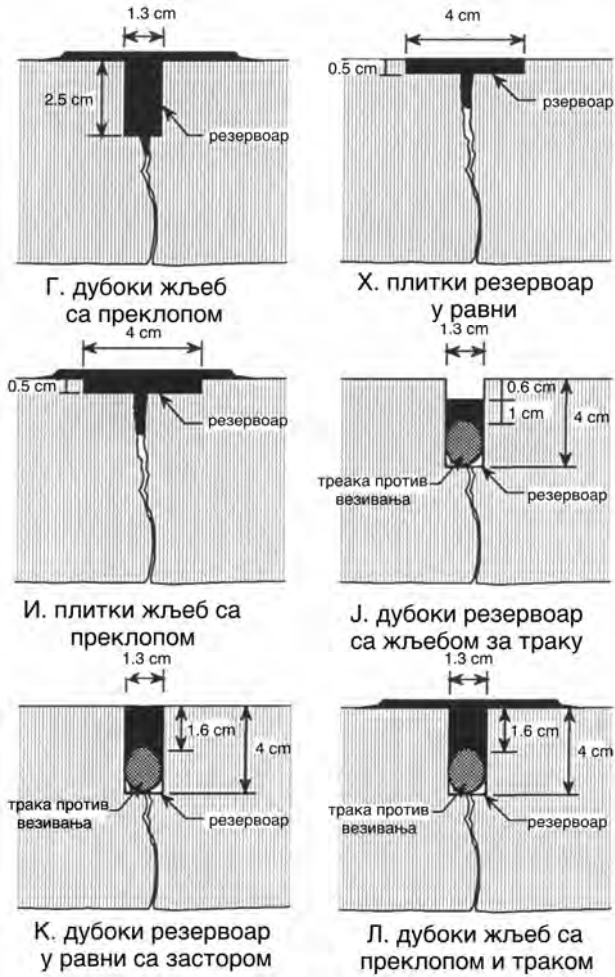 1.3 cm
2.5 cm
резервоар
Г. дубоки жљеб
са преклопом
4 cm
0.5 cm
рзервоар
Х. плитки резервоар
у равни
4 cm
0.5 cm
резервоар
И. плитки жљеб са
преклопом
1.3 cm
0.6 cm
1 cm
4 cm
треака против
везивања
резервоар
Ј. дубоки резервоар
са жљебом за траку
1.3 cm
1.6 cm
4 cm
трака против
везивања
резервоар
К. дубоки резервоар
у равни са застором
1.3 cm
1.6 cm
4 cm
трака против
везивања
резервоар
Л. дубоки жљеб са
преклопом и траком